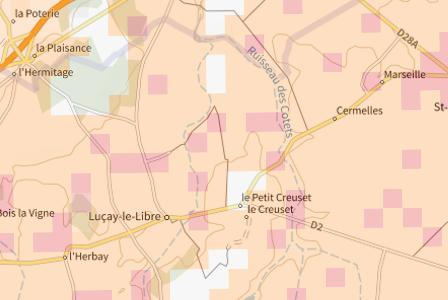 la Poterie
la Plaisance
l'Hermitage
D28A
Marseille
Ruisseau des Cotets
Cermelles
St-
le Petit Creuset
le Creuset
Bois la Vigne
Luçay-le-Libre
D2
l'Herbay